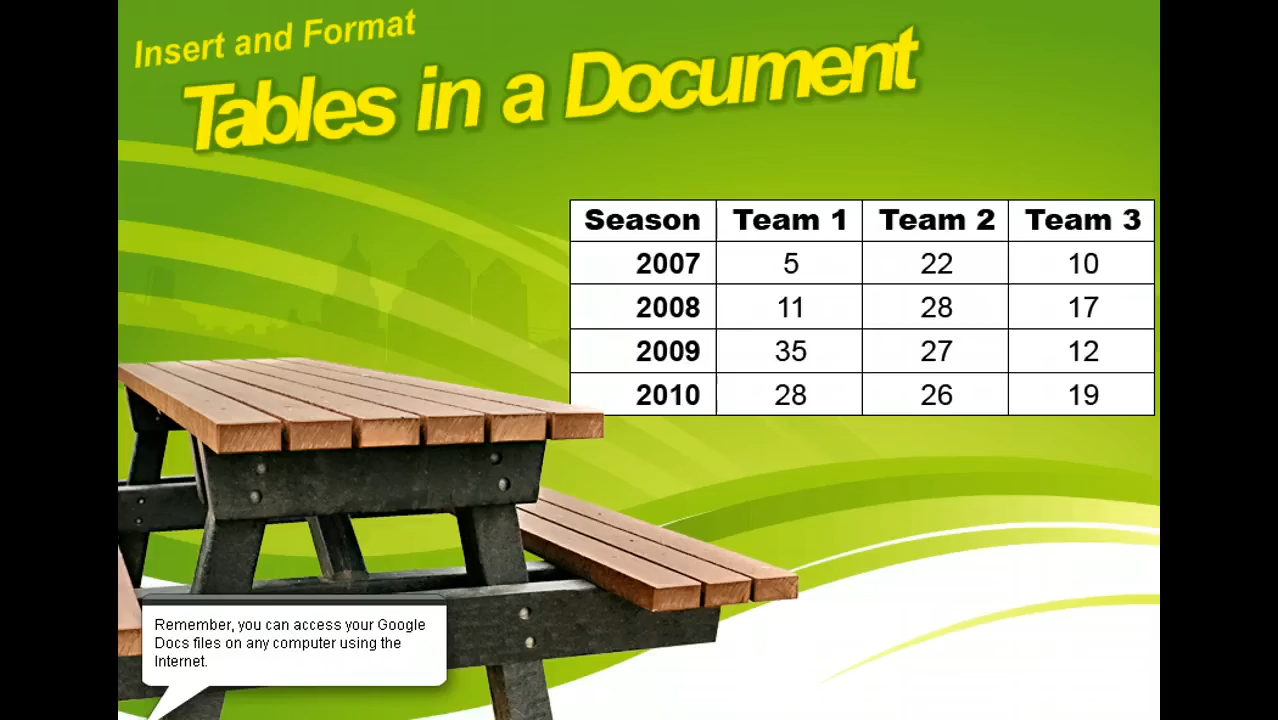 Insert and Format
Tables in a Document
Season Team 1 Team 2 Team 3
2007 5 22 10
2008 11 28 17
2009 35 27 12
2010 28 26 19
Remember, you can access your Google
Docs files on any computer using the
Internet.